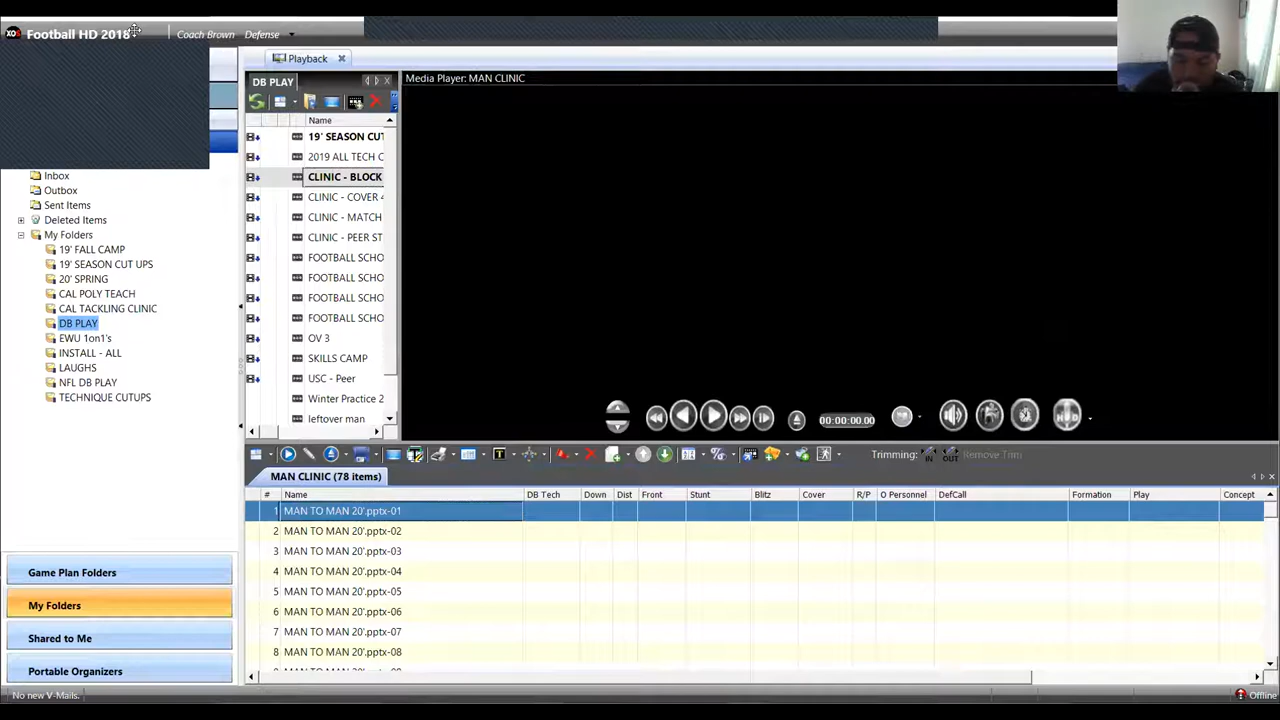 XOS Football HD 2018 Coach Brown Defense
Playback
DB PLAY
Media Player: MAN CLINIC
Name
19' SEASON CUT
2019 ALL TECH C
CLINIC - BLOCK
CLINIC - COVER 4
CLINIC - MATCH
CLINIC - PEER ST
FOOTBALL SCHO
FOOTBALL SCHO
FOOTBALL SCHO
FOOTBALL SCHO
OV 3
SKILLS CAMP
USC - Peer
Winter Practice 2
leftover man
Inbox
Outbox
Sent Items
Deleted Items
My Folders
19' FALL CAMP
19' SEASON CUT UPS
20' SPRING
CAL POLY TEACH
CAL TACKLING CLINIC
DB PLAY
EWU 1on1's
INSTALL - ALL
LAUGHS
NFL DB PLAY
TECHNIQUE CUTUPS
00:00:00.00
HUD
Trimming: IN OUT Remove Trim
MAN CLINIC (78 items)
# Name DB Tech Down Dist Front Stunt Blitz Cover R/P O Personnel DefCall Formation Play Concept
1 MAN TO MAN 20'.pptx-01
2 MAN TO MAN 20'.pptx-02
3 MAN TO MAN 20'.pptx-03
4 MAN TO MAN 20'.pptx-04
5 MAN TO MAN 20'.pptx-05
6 MAN TO MAN 20'.pptx-06
7 MAN TO MAN 20'.pptx-07
8 MAN TO MAN 20'.pptx-08
Game Plan Folders
My Folders
Shared to Me
Portable Organizers
No new V-Mails.
Offline